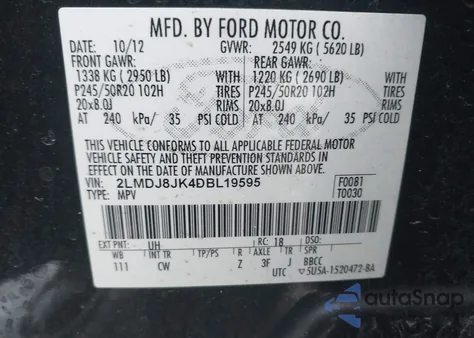 MFD. BY FORD MOTOR CO.
DATE: 10/12 GVWR: 2549 KG (5620 LB)
FRONT GAWR: REAR GAWR:
1338 KG (2950 LB) WITH 1220 KG (2690 LB) WITH
P245/50R20 102H TIRES P245/50R20 102H TIRES
20x8.0J RIMS 20x8.0J RIMS
AT 240 kPa/ 35 PSI COLD AT 240 kPa/ 35 PSI COLD
THIS VEHICLE CONFORMS TO ALL APPLICABLE FEDERAL MOTOR
VEHICLE SAFETY AND THEFT PREVENTION STANDARDS IN
EFFECT ON THE DATE OF MANUFACTURE SHOWN ABOVE.
VIN: 2LMDJ8JK4DBL19595 F0081
TYPE: MPV T0030
EXT PNT: UH RC: 18 DSO:
WB INT TR TP/PS R AXLE TR SPR
111 CW Z 3F J BBCC
UTC 5U5A-1520472-BA
autoSnap